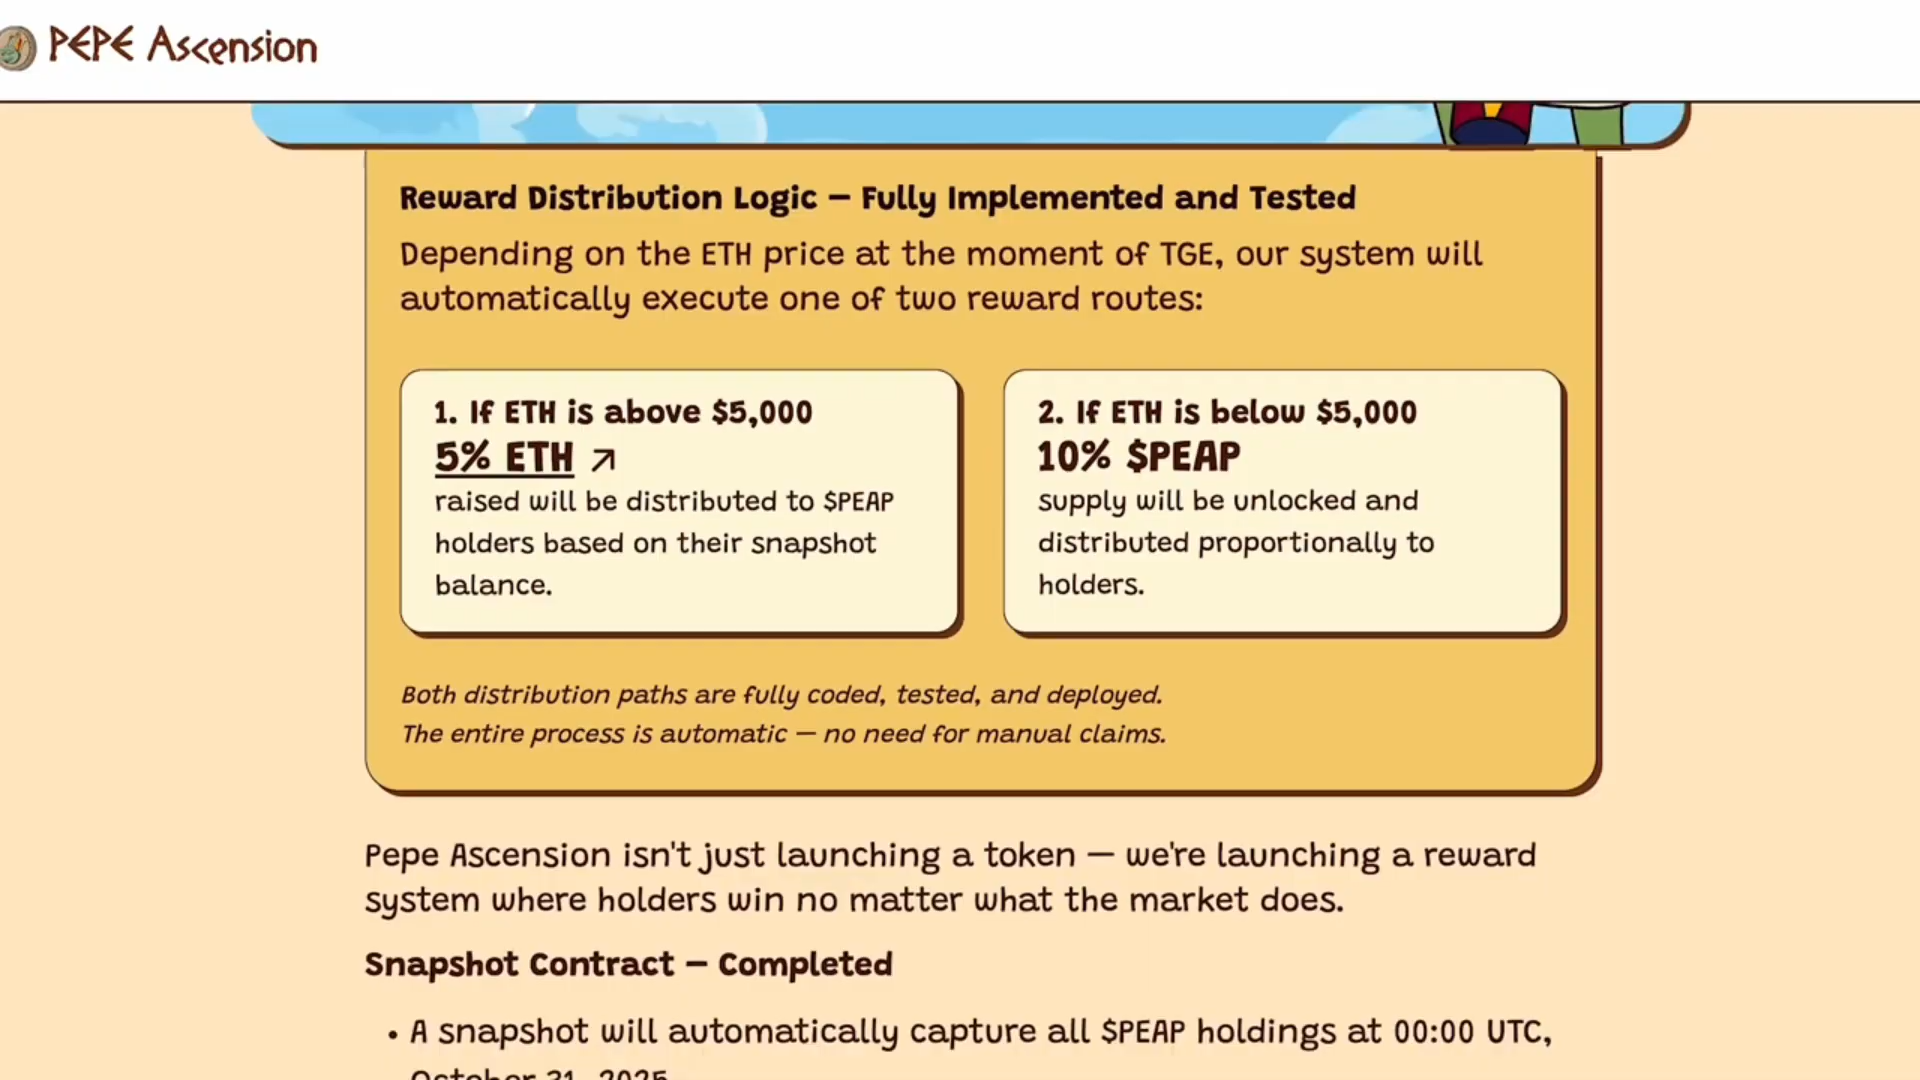 PEPE Ascension
Reward Distribution Logic – Fully Implemented and Tested
Depending on the ETH price at the moment of TGE, our system will
automatically execute one of two reward routes:
1. If ETH is above $5,000
5% ETH ↗
raised will be distributed to $PEAP
holders based on their snapshot
balance.
2. If ETH is below $5,000
10% $PEAP
supply will be unlocked and
distributed proportionally to
holders.
Both distribution paths are fully coded, tested, and deployed.
The entire process is automatic — no need for manual claims.
Pepe Ascension isn't just launching a token — we're launching a reward
system where holders win no matter what the market does.
Snapshot Contract – Completed
• A snapshot will automatically capture all $PEAP holdings at 00:00 UTC,
October 31, 2025